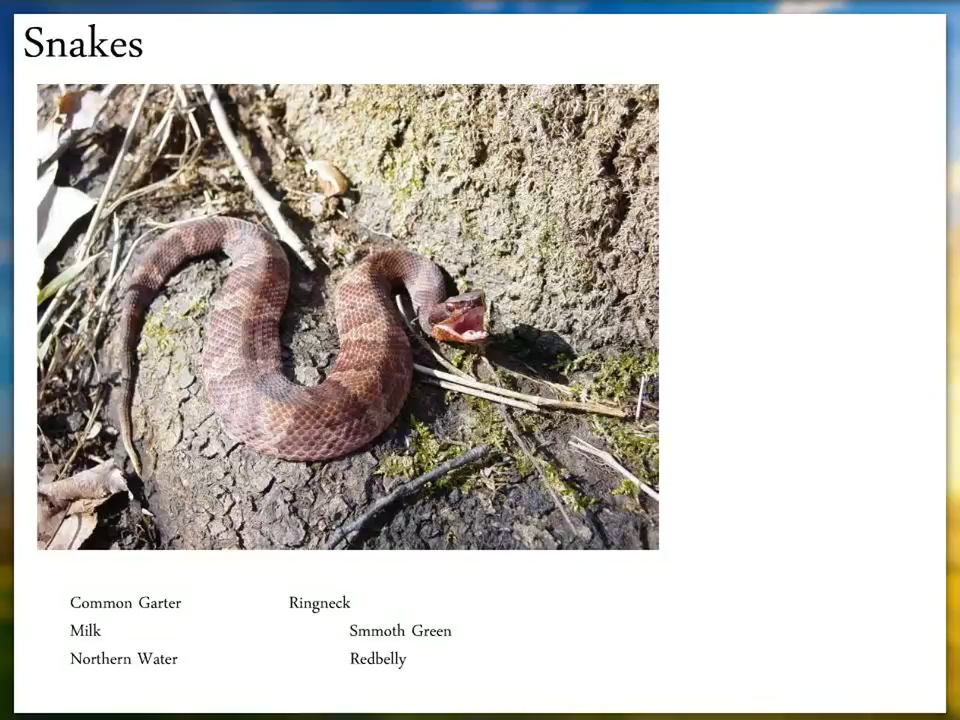 Snakes
Common Garter Ringneck
Milk Smmoth Green
Northern Water Redbelly